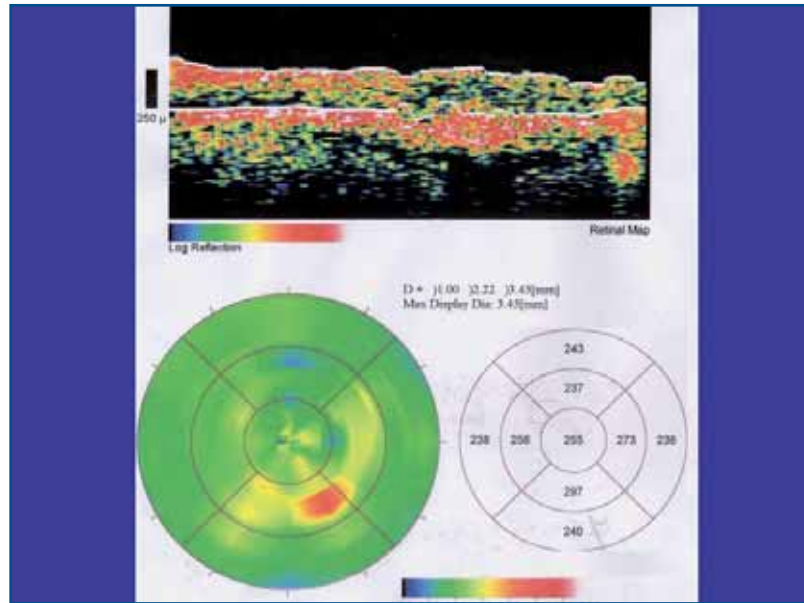 250 µ
Log Reflection
Retinal Map
D = )1.00 )2.22 )3.45[mm]
Max Display Dia: 3.45[mm]
243
237
238 256 255 273 236
297
240